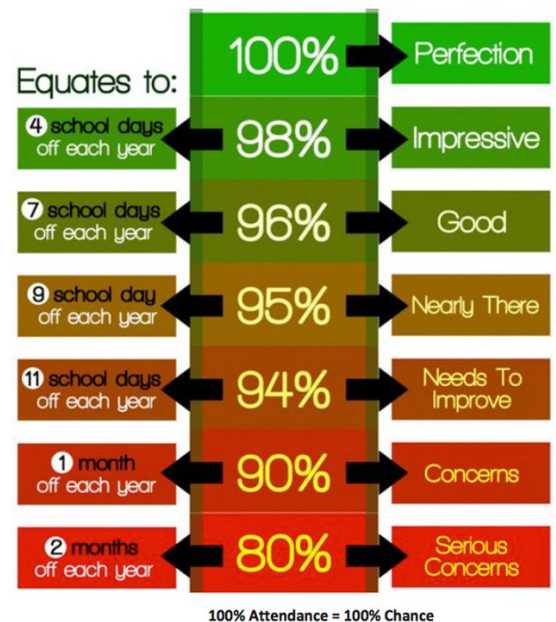 100%
Perfection
Equates to:
4 school days
off each year
98%
Impressive
7 school days
off each year
96%
Good
9 school day
off each year
95%
Nearly There
11 school days
off each year
94%
Needs To
Improve
1 month
off each year
90%
Concerns
2 months
off each year
80%
Serious
Concerns
100% Attendance = 100% Chance